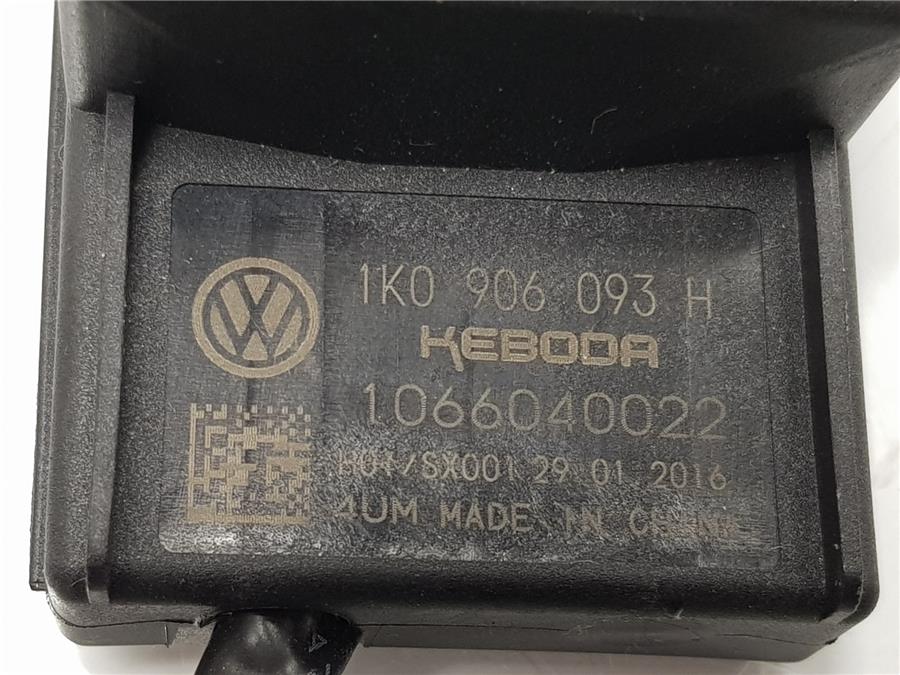 1K0 906 093 H
KEBODA
1066040022
H01/SX001 29 01 2016
4UM MADE IN CHINA